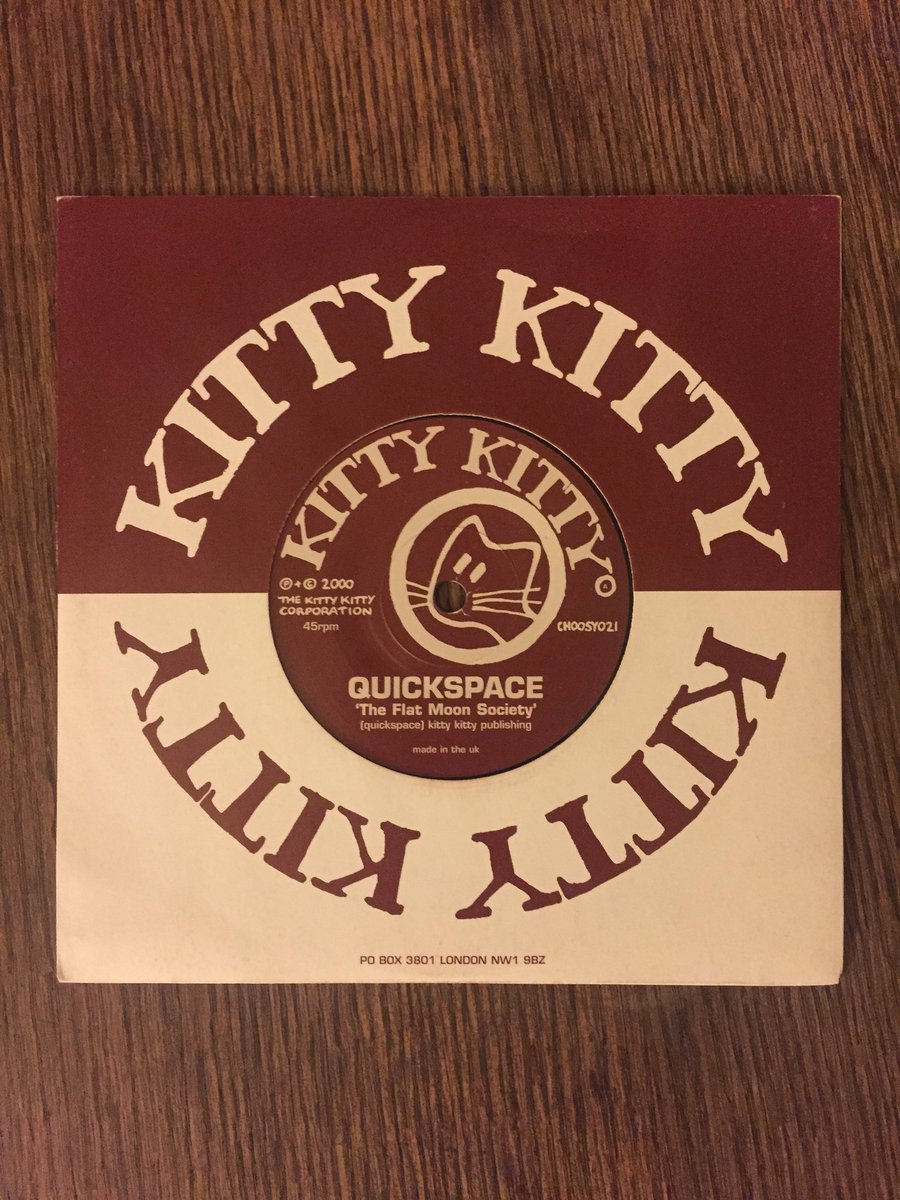 KITTY KITTY
KITTY KITTY
℗ + © 2000
THE KITTY KITTY
CORPORATION
45rpm
A
CHOOSY021
QUICKSPACE
'The Flat Moon Society'
(quickspace) kitty kitty publishing
made in the uk
KITTY KITTY
PO BOX 3801 LONDON NW1 9BZ